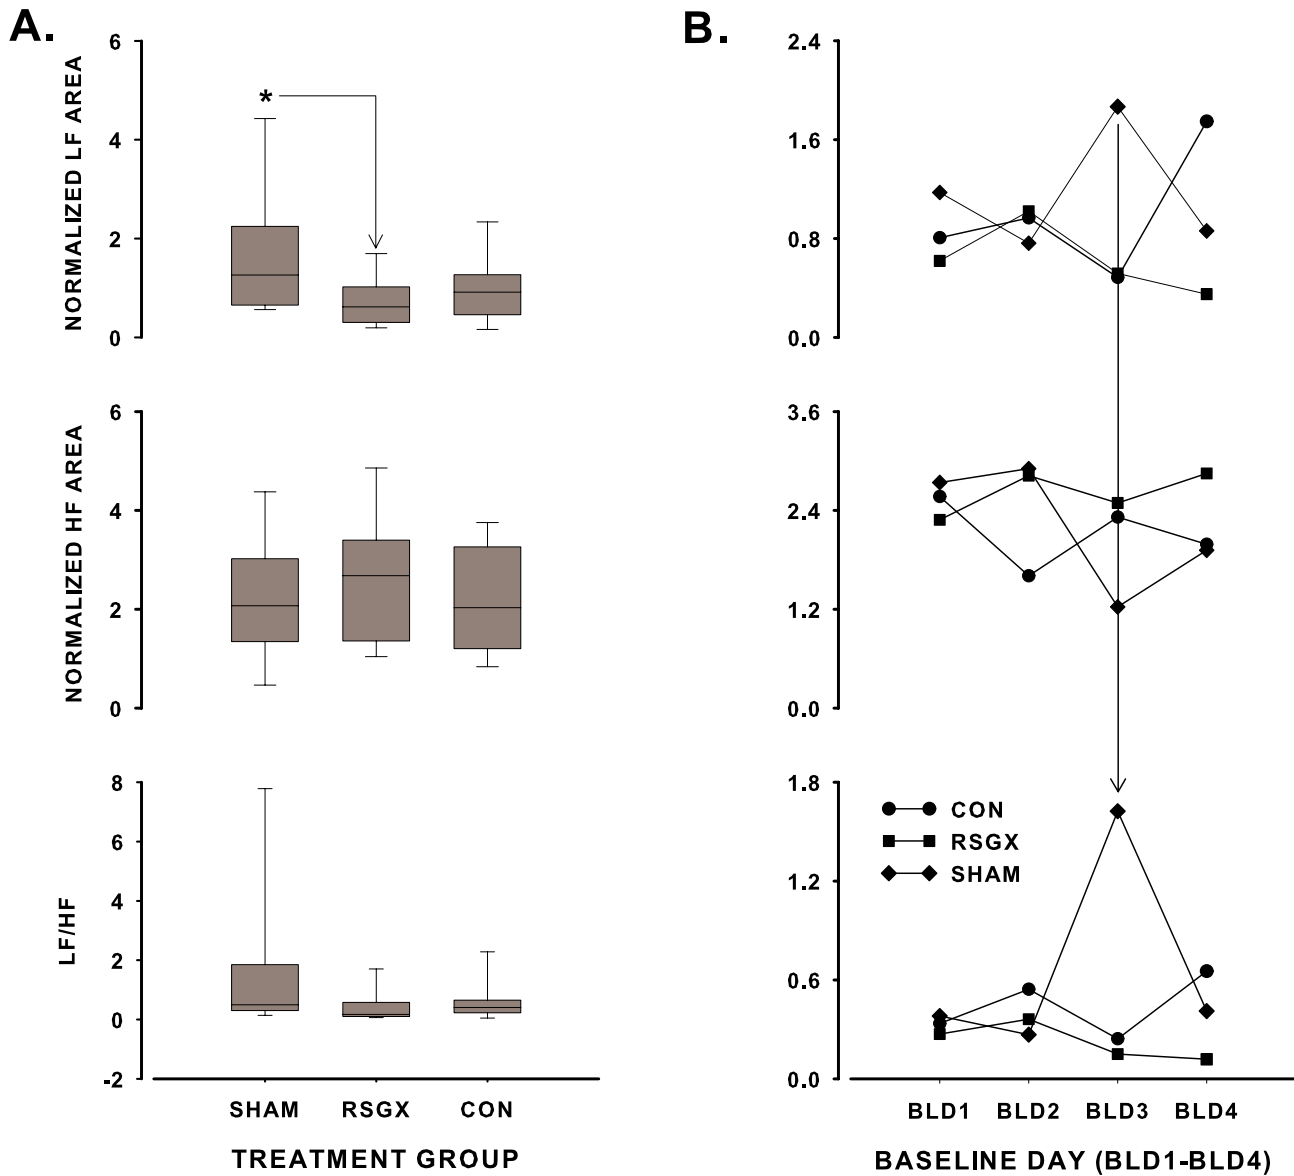 A.
NORMALIZED LF AREA
6
4
2
0
*
NORMALIZED HF AREA
6
4
2
0
LF/HF
8
6
4
2
0
-2
SHAM RSGX CON
TREATMENT GROUP
B.
2.4
1.6
0.8
0.0
3.6
2.4
1.2
0.0
1.8
1.2
0.6
0.0
CON
RSGX
SHAM
BLD1 BLD2 BLD3 BLD4
BASELINE DAY (BLD1-BLD4)